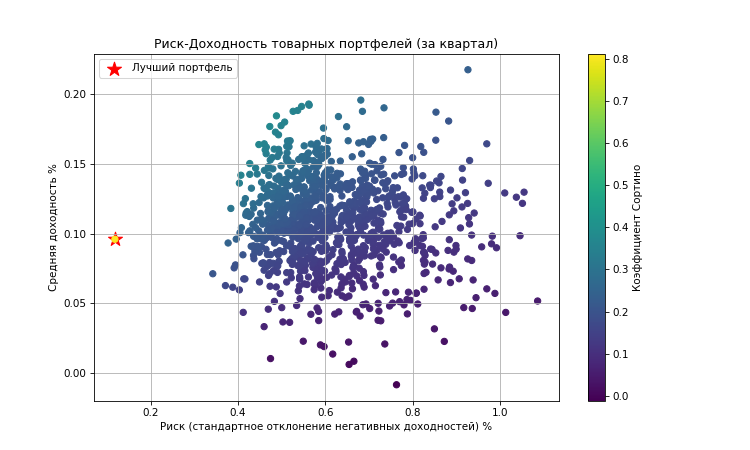 Риск-Доходность товарных портфелей (за квартал)
Лучший портфель
Средняя доходность %
0.20
0.15
0.10
0.05
0.00
0.2 0.4 0.6 0.8 1.0
Риск (стандартное отклонение негативных доходностей) %
0.8
0.7
0.6
0.5
0.4
0.3
0.2
0.1
0.0
Коэффициент Сортино